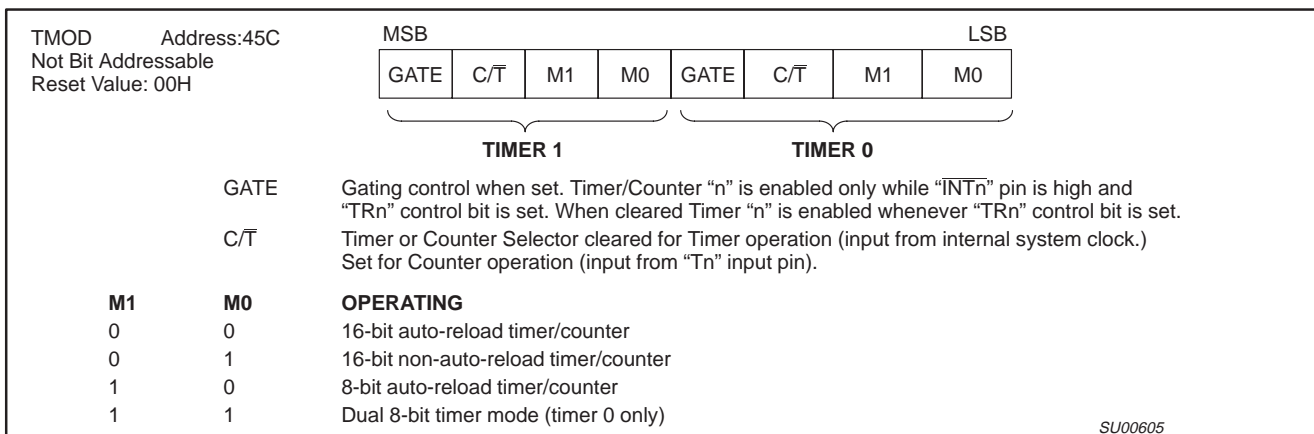 TMOD Address:45C
Not Bit Addressable
Reset Value: 00H
MSB LSB
GATE C/T̅ M1 M0 GATE C/T̅ M1 M0
TIMER 1 TIMER 0
GATE Gating control when set. Timer/Counter “n” is enabled only while “I̅N̅T̅n̅” pin is high and
“TRn” control bit is set. When cleared Timer “n” is enabled whenever “TRn” control bit is set.
C/T̅ Timer or Counter Selector cleared for Timer operation (input from internal system clock.)
Set for Counter operation (input from “Tn” input pin).
M1 M0 OPERATING
0 0 16-bit auto-reload timer/counter
0 1 16-bit non-auto-reload timer/counter
1 0 8-bit auto-reload timer/counter
1 1 Dual 8-bit timer mode (timer 0 only)
SU00605